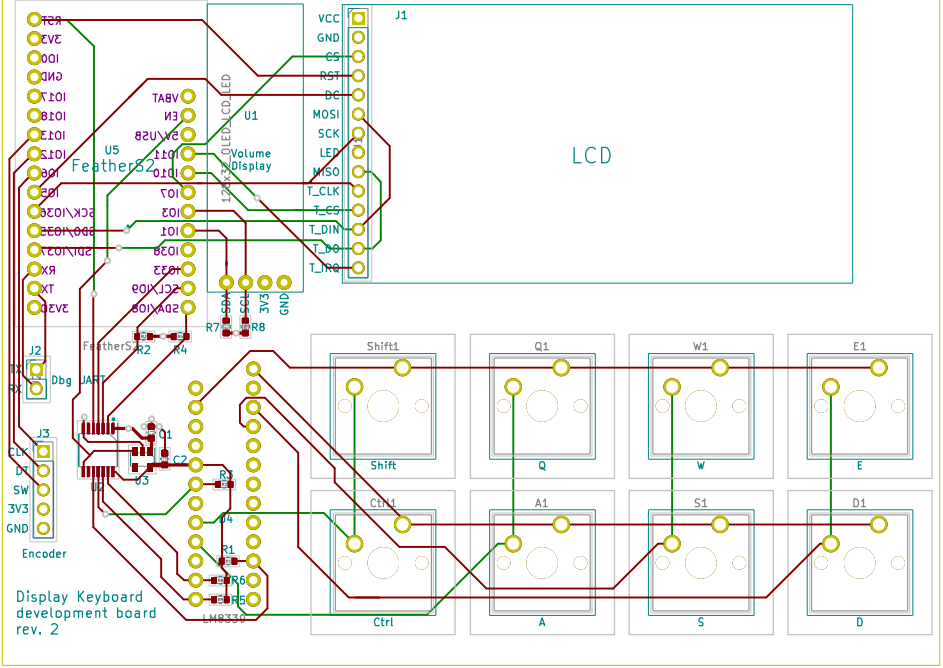 RST
3V3
IO0
GND
IO17
IO18
IO13
IO12
IO6
IO5
SCK/IO36
SDO/IO35
SDI/IO37
RX
TX
3V3D
VBAT
EN
5V/USB
IO11
IO10
IO7
IO3
IO1
IO38
IO33
SCL/IO9
SDA/IO8
U5
FeatherS2
FeatherS2
U1
Volume
Display
128x32_OLED_LCD_LED
SDA
SCL
3V3
GND
J1
VCC
GND
CS
RST
DC
MOSI
SCK
LED
MISO
T_CLK
T_CS
T_DIN
T_DO
T_IRQ
1
LCD
R7
R8
R2
R4
J2
TX
RX
Dbg UART
J3
CLK
DT
SW
3V3
GND
Encoder
C1
C2
U2
U3
R3
U4
R1
R6
R5
LM8330
Shift1
Q1
W1
E1
Shift
Q
W
E
Ctrl1
A1
S1
D1
Ctrl
A
S
D
Display Keyboard
development board
rev. 2